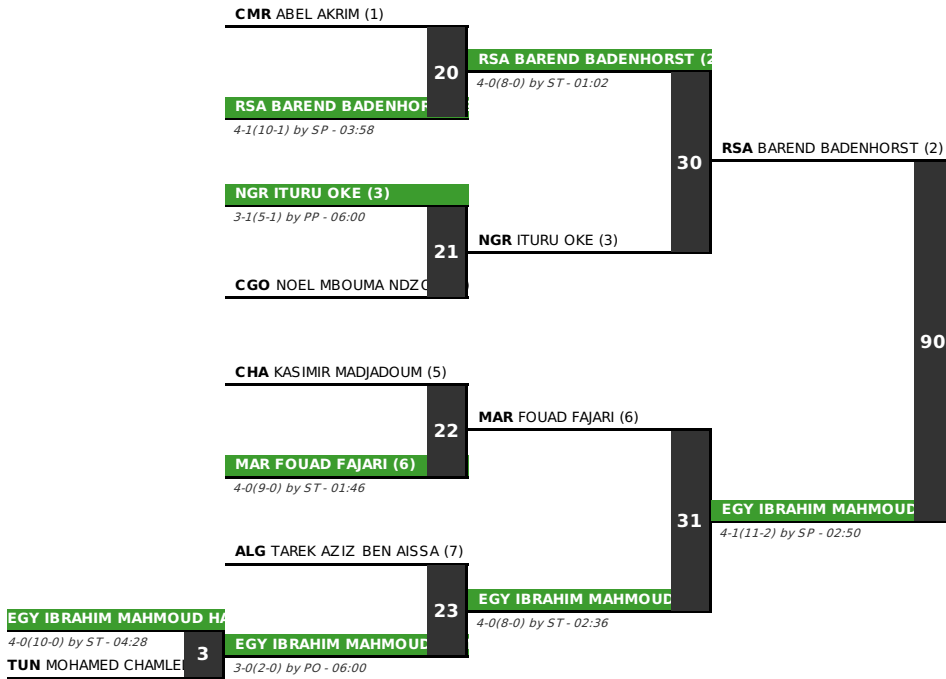 CMR ABEL AKRIM (1)
20
RSA BAREND BADENHOR
4-1(10-1) by SP - 03:58
NGR ITURU OKE (3)
3-1(5-1) by PP - 06:00
21
CGO NOEL MBOUMA
CHA KASIMIR MADJADOUM (5)
22
MAR FOUAD FAJARI (6)
4-0(9-0) by ST - 01:46
ALG TAREK AZIZ BEN AISSA (7)
23
EGY IBRAHIM MAHMOUD
3-0(2-0) by PO - 06:00
EGY IBRAHIM MAHMOUD HA
4-0(10-0) by ST - 04:28
3
TUN MOHAMED
RSA BAREND BADENHORST (2
4-0(8-0) by ST - 01:02
30
NGR ITURU OKE (3)
MAR FOUAD FAJARI (6)
31
EGY IBRAHIM MAHMOUD
4-0(8-0) by ST - 02:36
RSA BAREND BADENHORST (2)
90
EGY IBRAHIM MAHMOUD
4-1(11-2) by SP - 02:50